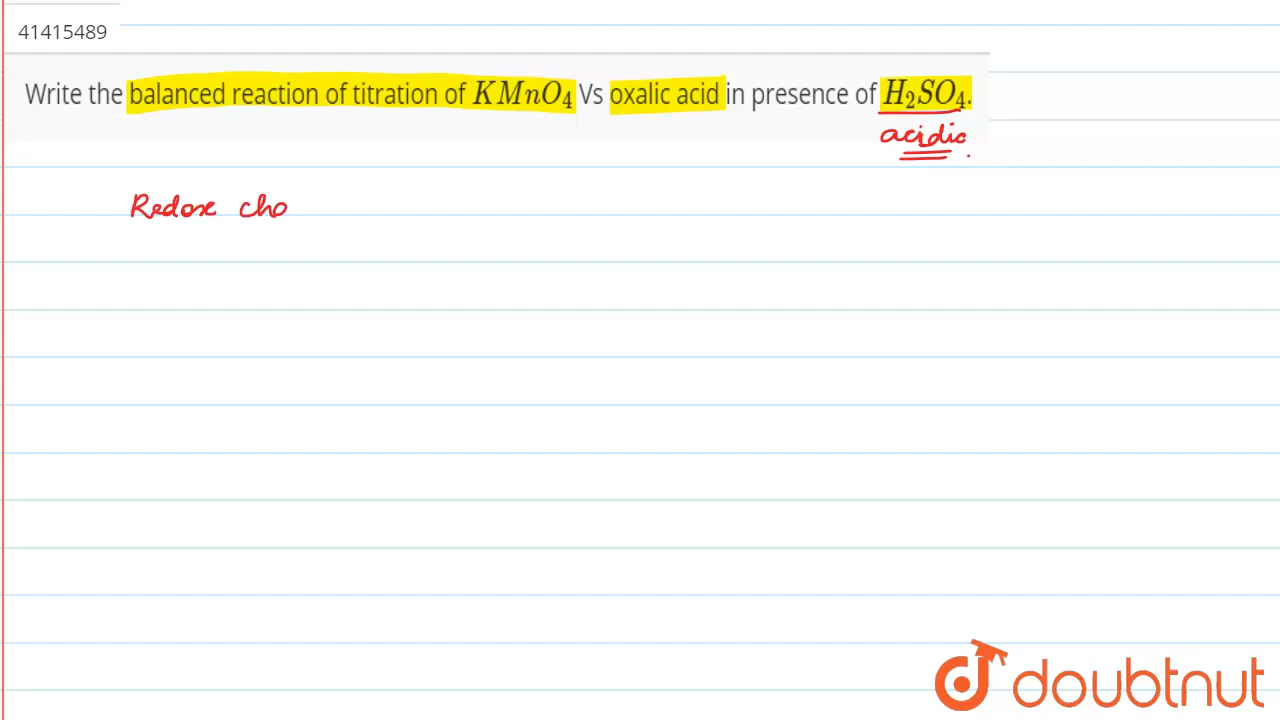 41415489
Write the balanced reaction of titration of KMnO₄ Vs oxalic acid in presence of H₂SO₄.
acidic
Redox cho
doubtnut